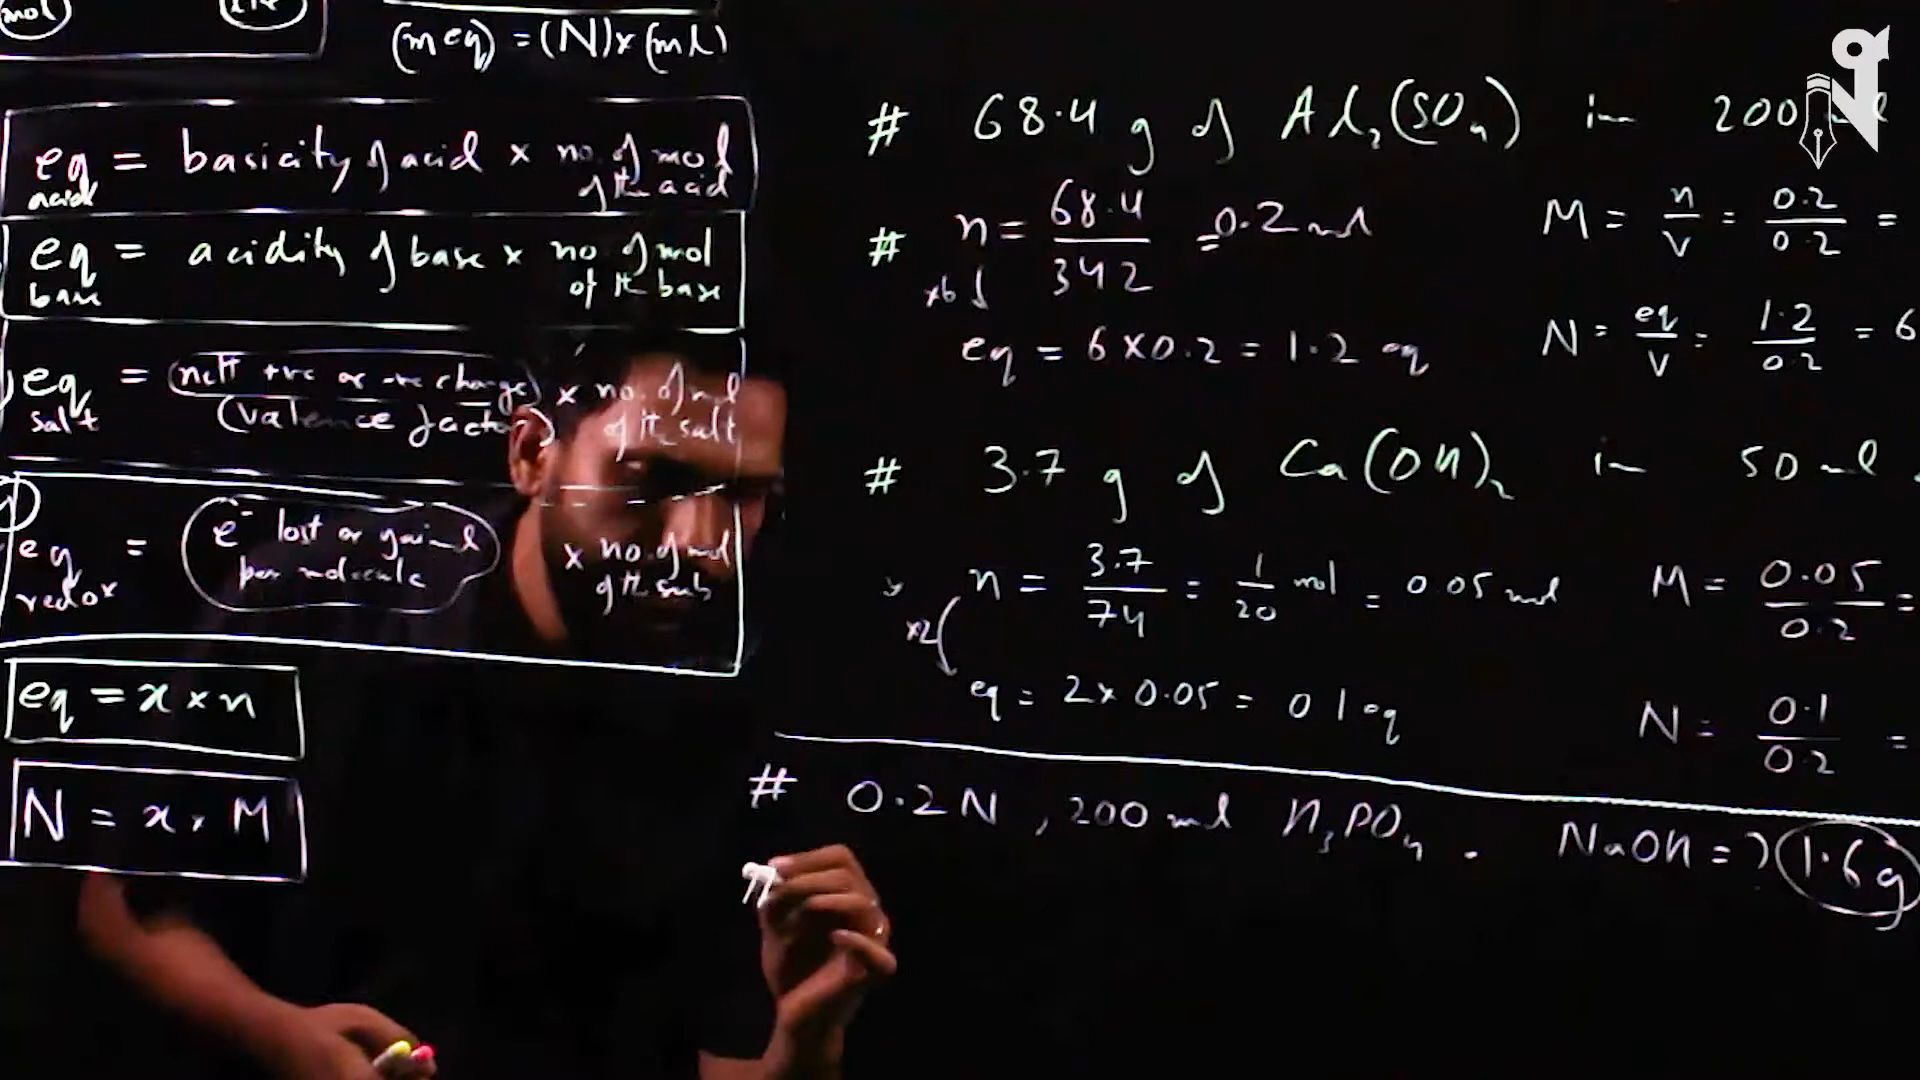 mol
(meq) = (N) x (ml)
eq acid = basicity of acid x no. of mol of the acid
eq base = acidity of base x no. of mol of the base
eq salt = (nett +ve or -ve charge) (valence factor) x no. of mol of the salt
eq redox = e⁻ lost or gained per molecule x no. of mol of the sub
eq = x × n
N = x × M
# 68.4 g of Al₂(SO₄) in 200 ml
# n = 68.4/342 = 0.2 mol
M = n/V = 0.2/0.2 =
x6
eq = 6 x 0.2 = 1.2 eq
N = eq/V = 1.2/0.2 = 6
# 3.7 g of Ca(OH)₂ in 50 ml
n = 3.7/74 = 1/20 mol = 0.05 mol
M = 0.05/0.2 =
x2
eq = 2 x 0.05 = 0.1 eq
N = 0.1/0.2 =
# 0.2 N, 200 ml H₃PO₄. NaOH = ? 1.6g